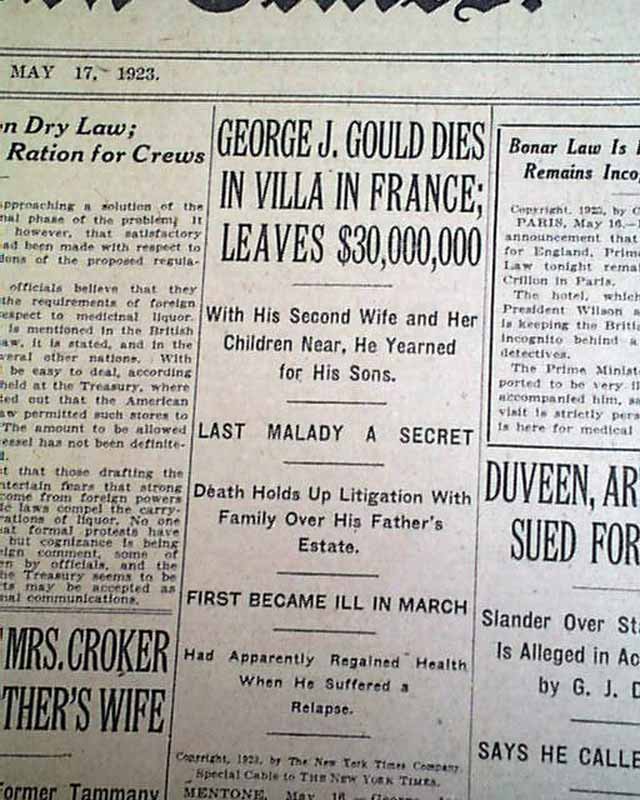 MAY 17, 1923.
n Dry Law;
Ration for Crews
pproaching a solution of the
nal phase of the problem; it
however, that satisfactory
ad been made with respect to
ions of the proposed regula-
officials believe that they
the requirements of foreign
espect to medicinal liquor.
is mentioned in the British
aw, it is stated, and in the
veral other nations. With
be easy to deal, according
held at the Treasury, where
ted out that the American
aw permitted such stores to
The amount to be allowed
essel has not been definite-
d.
t that those drafting the
ntertain fears that strong
come from foreign powers
ic laws compel the carry-
rations of liquor. No one
at formal protests have
but cognizance is being
eign comment, some of
en by officials, and the
he Treasury seems to be
ts may be accepted as
nal communications.
MRS. CROKER
THER'S WIFE
Former Tammany
GEORGE J. GOULD DIES
IN VILLA IN FRANCE;
LEAVES $30,000,000
With His Second Wife and Her
Children Near, He Yearned
for His Sons.
LAST MALADY A SECRET
Death Holds Up Litigation With
Family Over His Father's
Estate.
FIRST BECAME ILL IN MARCH
Had Apparently Regained Health
When He Suffered a
Relapse.
Copyright, 1923, by The New York Times Company.
Special Cable to THE NEW YORK TIMES.
MENTONE, May 16.—George
Bonar Law Is
Remains Inco
Copyright, 1923, by
PARIS, May 16.—
announcement that
for England, Prime
Law tonight remai
Crillon in Paris.
The hotel, which
President Wilson
is keeping the Briti
incognito behind a
detectives.
The Prime Minist
ported to be very
accompanied him, sa
visit is strictly per
is here for medical
DUVEEN, AR
SUED FOR
Slander Over St
Is Alleged in Ac
by G. J. D
SAYS HE CALLE